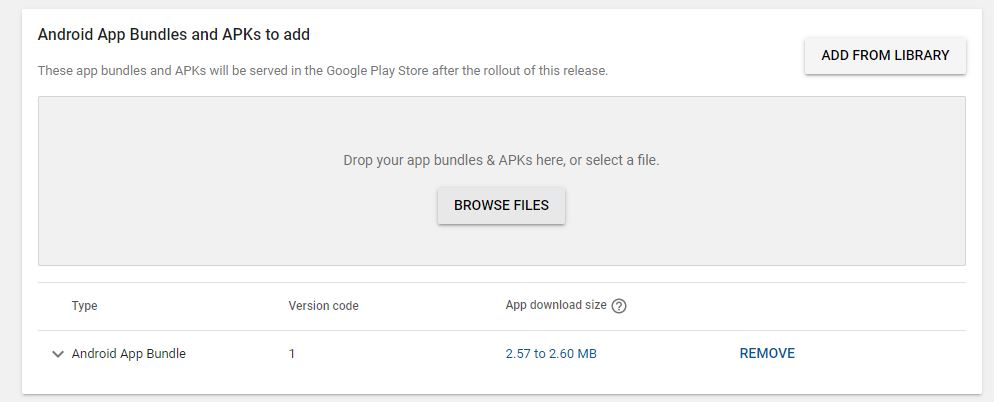 Android App Bundles and APKs to add
ADD FROM LIBRARY
These app bundles and APKs will be served in the Google Play Store after the rollout of this release.
Drop your app bundles & APKs here, or select a file.
BROWSE FILES
Type Version code App download size ?
Android App Bundle 1 2.57 to 2.60 MB REMOVE